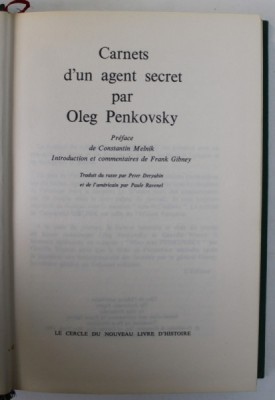 Carnets
d'un agent secret
par
Oleg Penkovsky
Préface
de Constantin Melnik
Introduction et commentaires de Frank Gibney
Traduit du russe par Peter Deryabin
et de l'américain par Paule Ravenel
LE CERCLE DU NOUVEAU LIVRE D'HISTOIRE